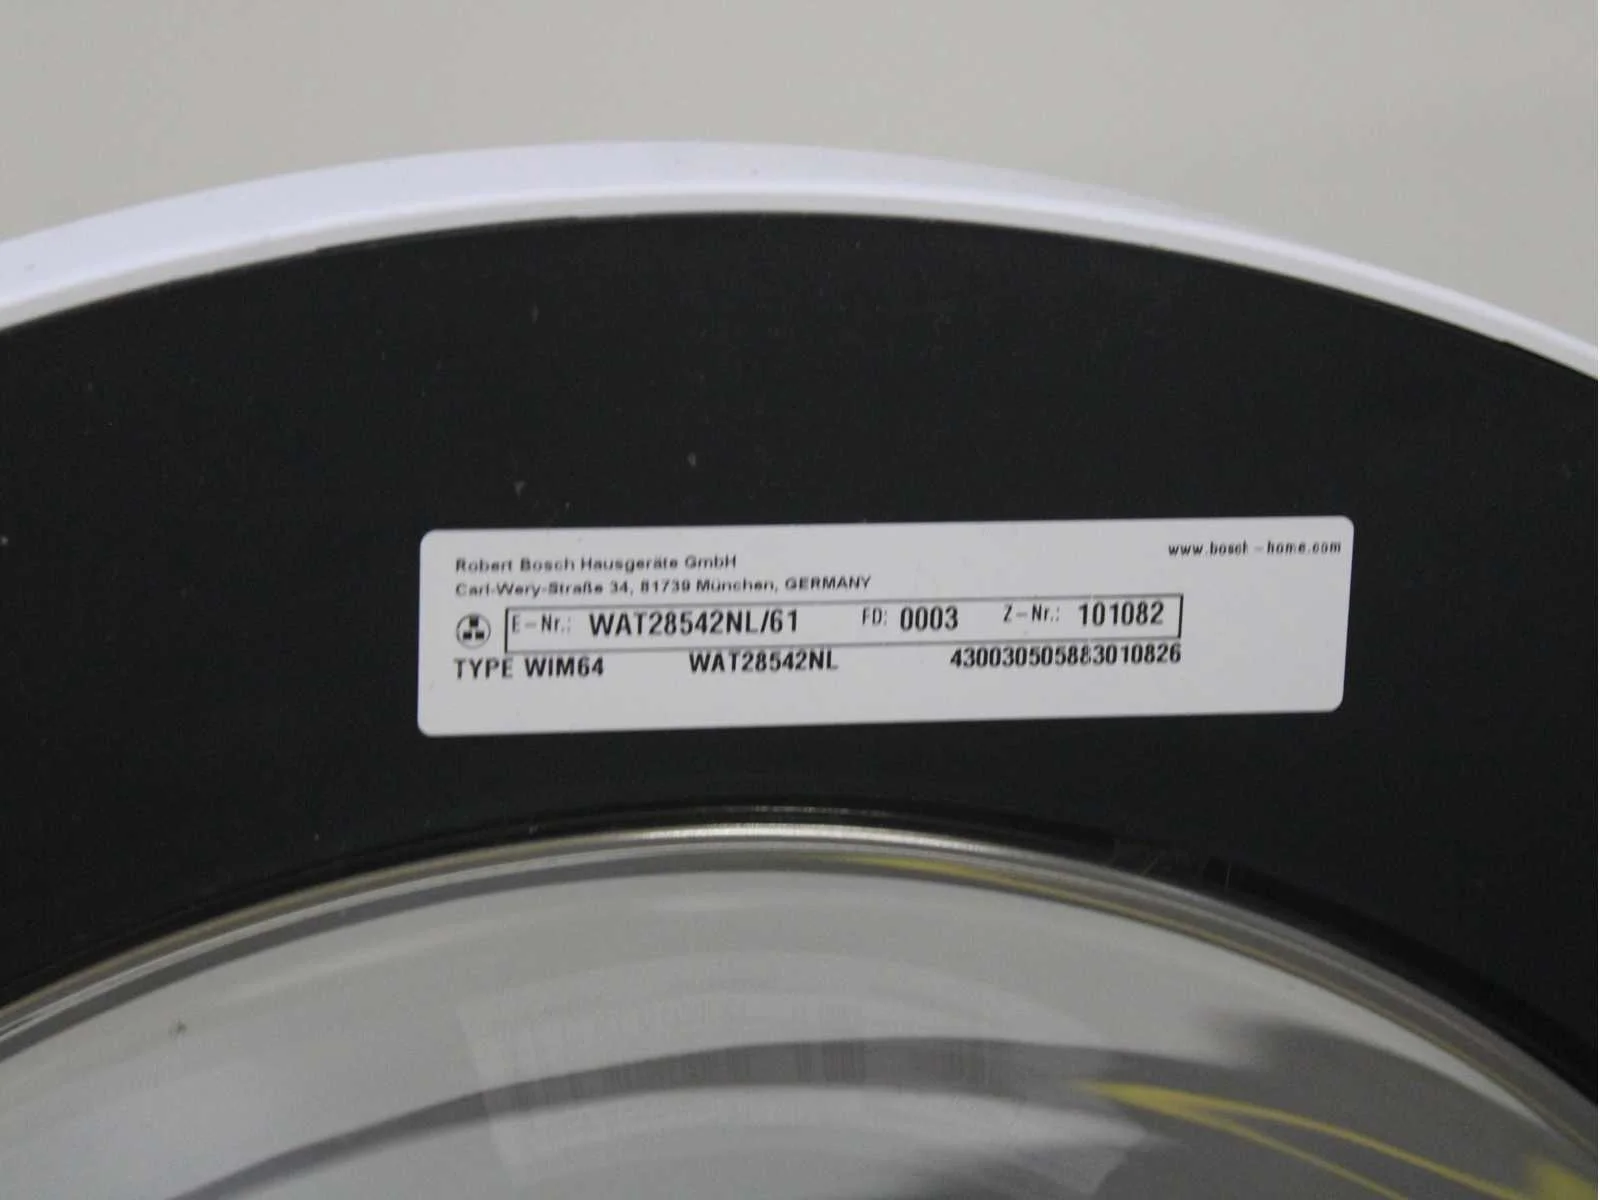 Robert Bosch Hausgeräte GmbH
www.bosch-home.com
Carl-Wery-Straße 34, 81739 München, GERMANY
E-Nr.: WAT28542NL/61 FD: 0003 Z-Nr.: 101082
TYPE WIM64 WAT28542NL 430030505883010826